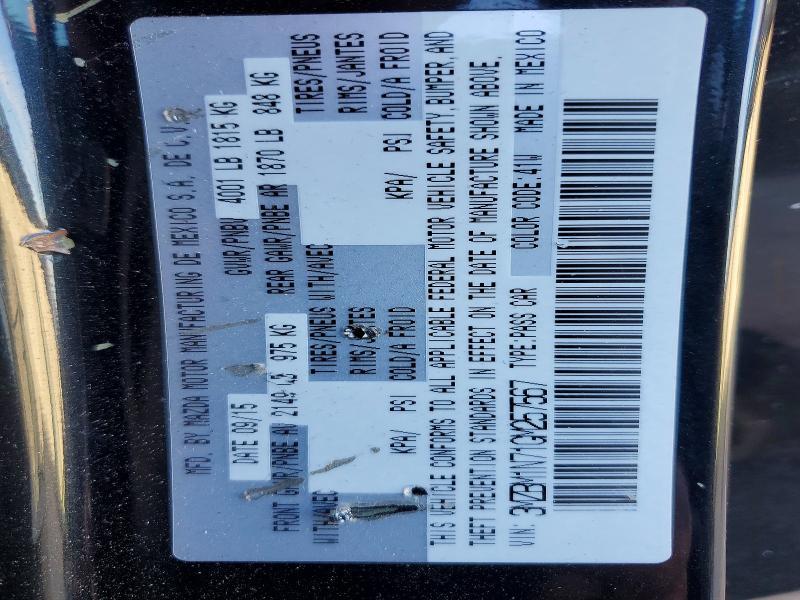 MFD. BY MAZDA MOTOR MANUFACTURING DE MEXICO S.A. DE C.V.
DATE 09/15 GVWR/PNBV 4001 LB 1815 KG
FRONT GAWR/PNBE AV 2149 LB 975 KG REAR GAWR/PNBE AR 1870 LB 848 KG
WITH/AVEC TIRES/PNEUS WITH/AVEC TIRES/PNEUS
RIMS/JANTES RIMS/JANTES
KPA/ PSI COLD/A FROID KPA/ PSI COLD/A FROID
THIS VEHICLE CONFORMS TO ALL APPLICABLE FEDERAL MOTOR VEHICLE SAFETY, BUMPER, AND
THEFT PREVENTION STANDARDS IN EFFECT ON THE DATE OF MANUFACTURE SHOWN ABOVE.
VIN: 3MZBM1V71GM257567 TYPE:PASS CAR COLOR CODE:41W MADE IN MEXICO